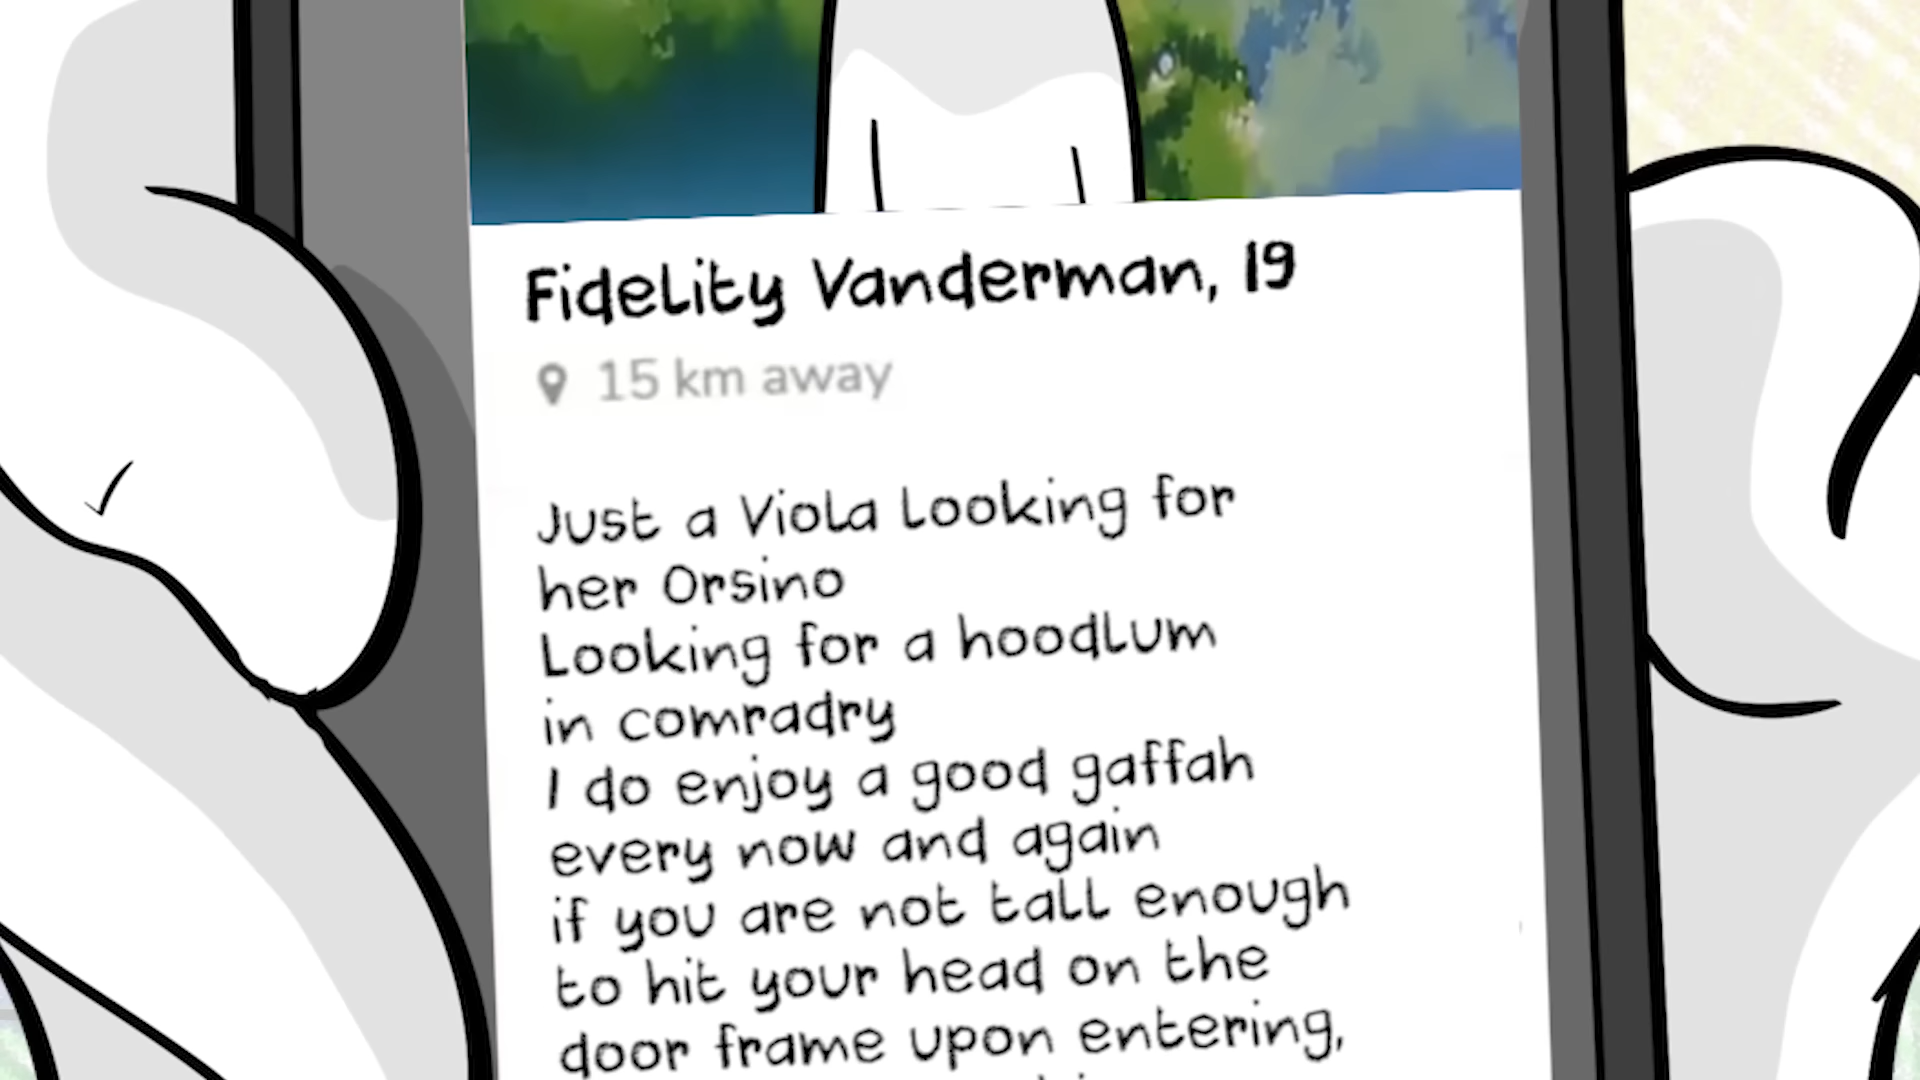 Fidelity Vanderman, 19
15 km away
Just a Viola Looking for
her Orsino
Looking for a hoodlum
in comradry
I do enjoy a good gaffah
every now and again
if you are not tall enough
to hit your head on the
door frame upon entering,